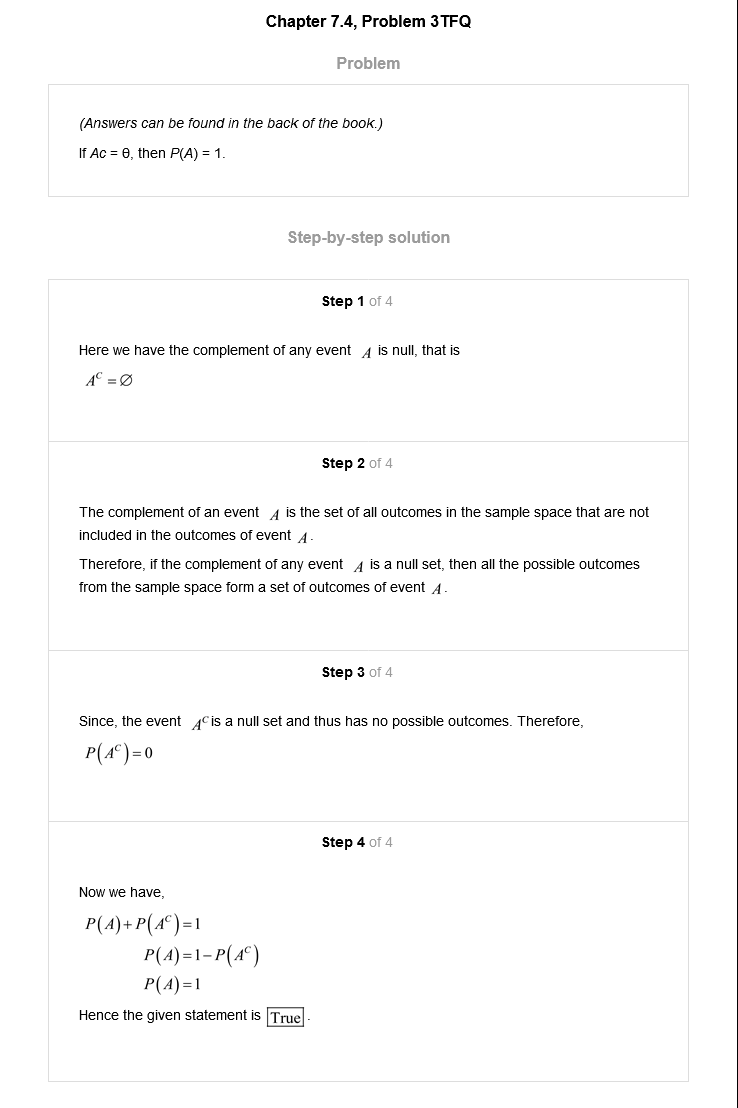 Chapter 7.4, Problem 3TFQ
Problem
(Answers can be found in the back of the book.)
If Ac = θ, then P(A) = 1.
Step-by-step solution
Step 1 of 4
Here we have the complement of any event A is null, that is
A^C = ∅
Step 2 of 4
The complement of an event A is the set of all outcomes in the sample space that are not
included in the outcomes of event A.
Therefore, if the complement of any event A is a null set, then all the possible outcomes
from the sample space form a set of outcomes of event A.
Step 3 of 4
Since, the event A^C is a null set and thus has no possible outcomes. Therefore,
P(A^C) = 0
Step 4 of 4
Now we have,
P(A) + P(A^C) = 1
P(A) = 1 − P(A^C)
P(A) = 1
Hence the given statement is True.